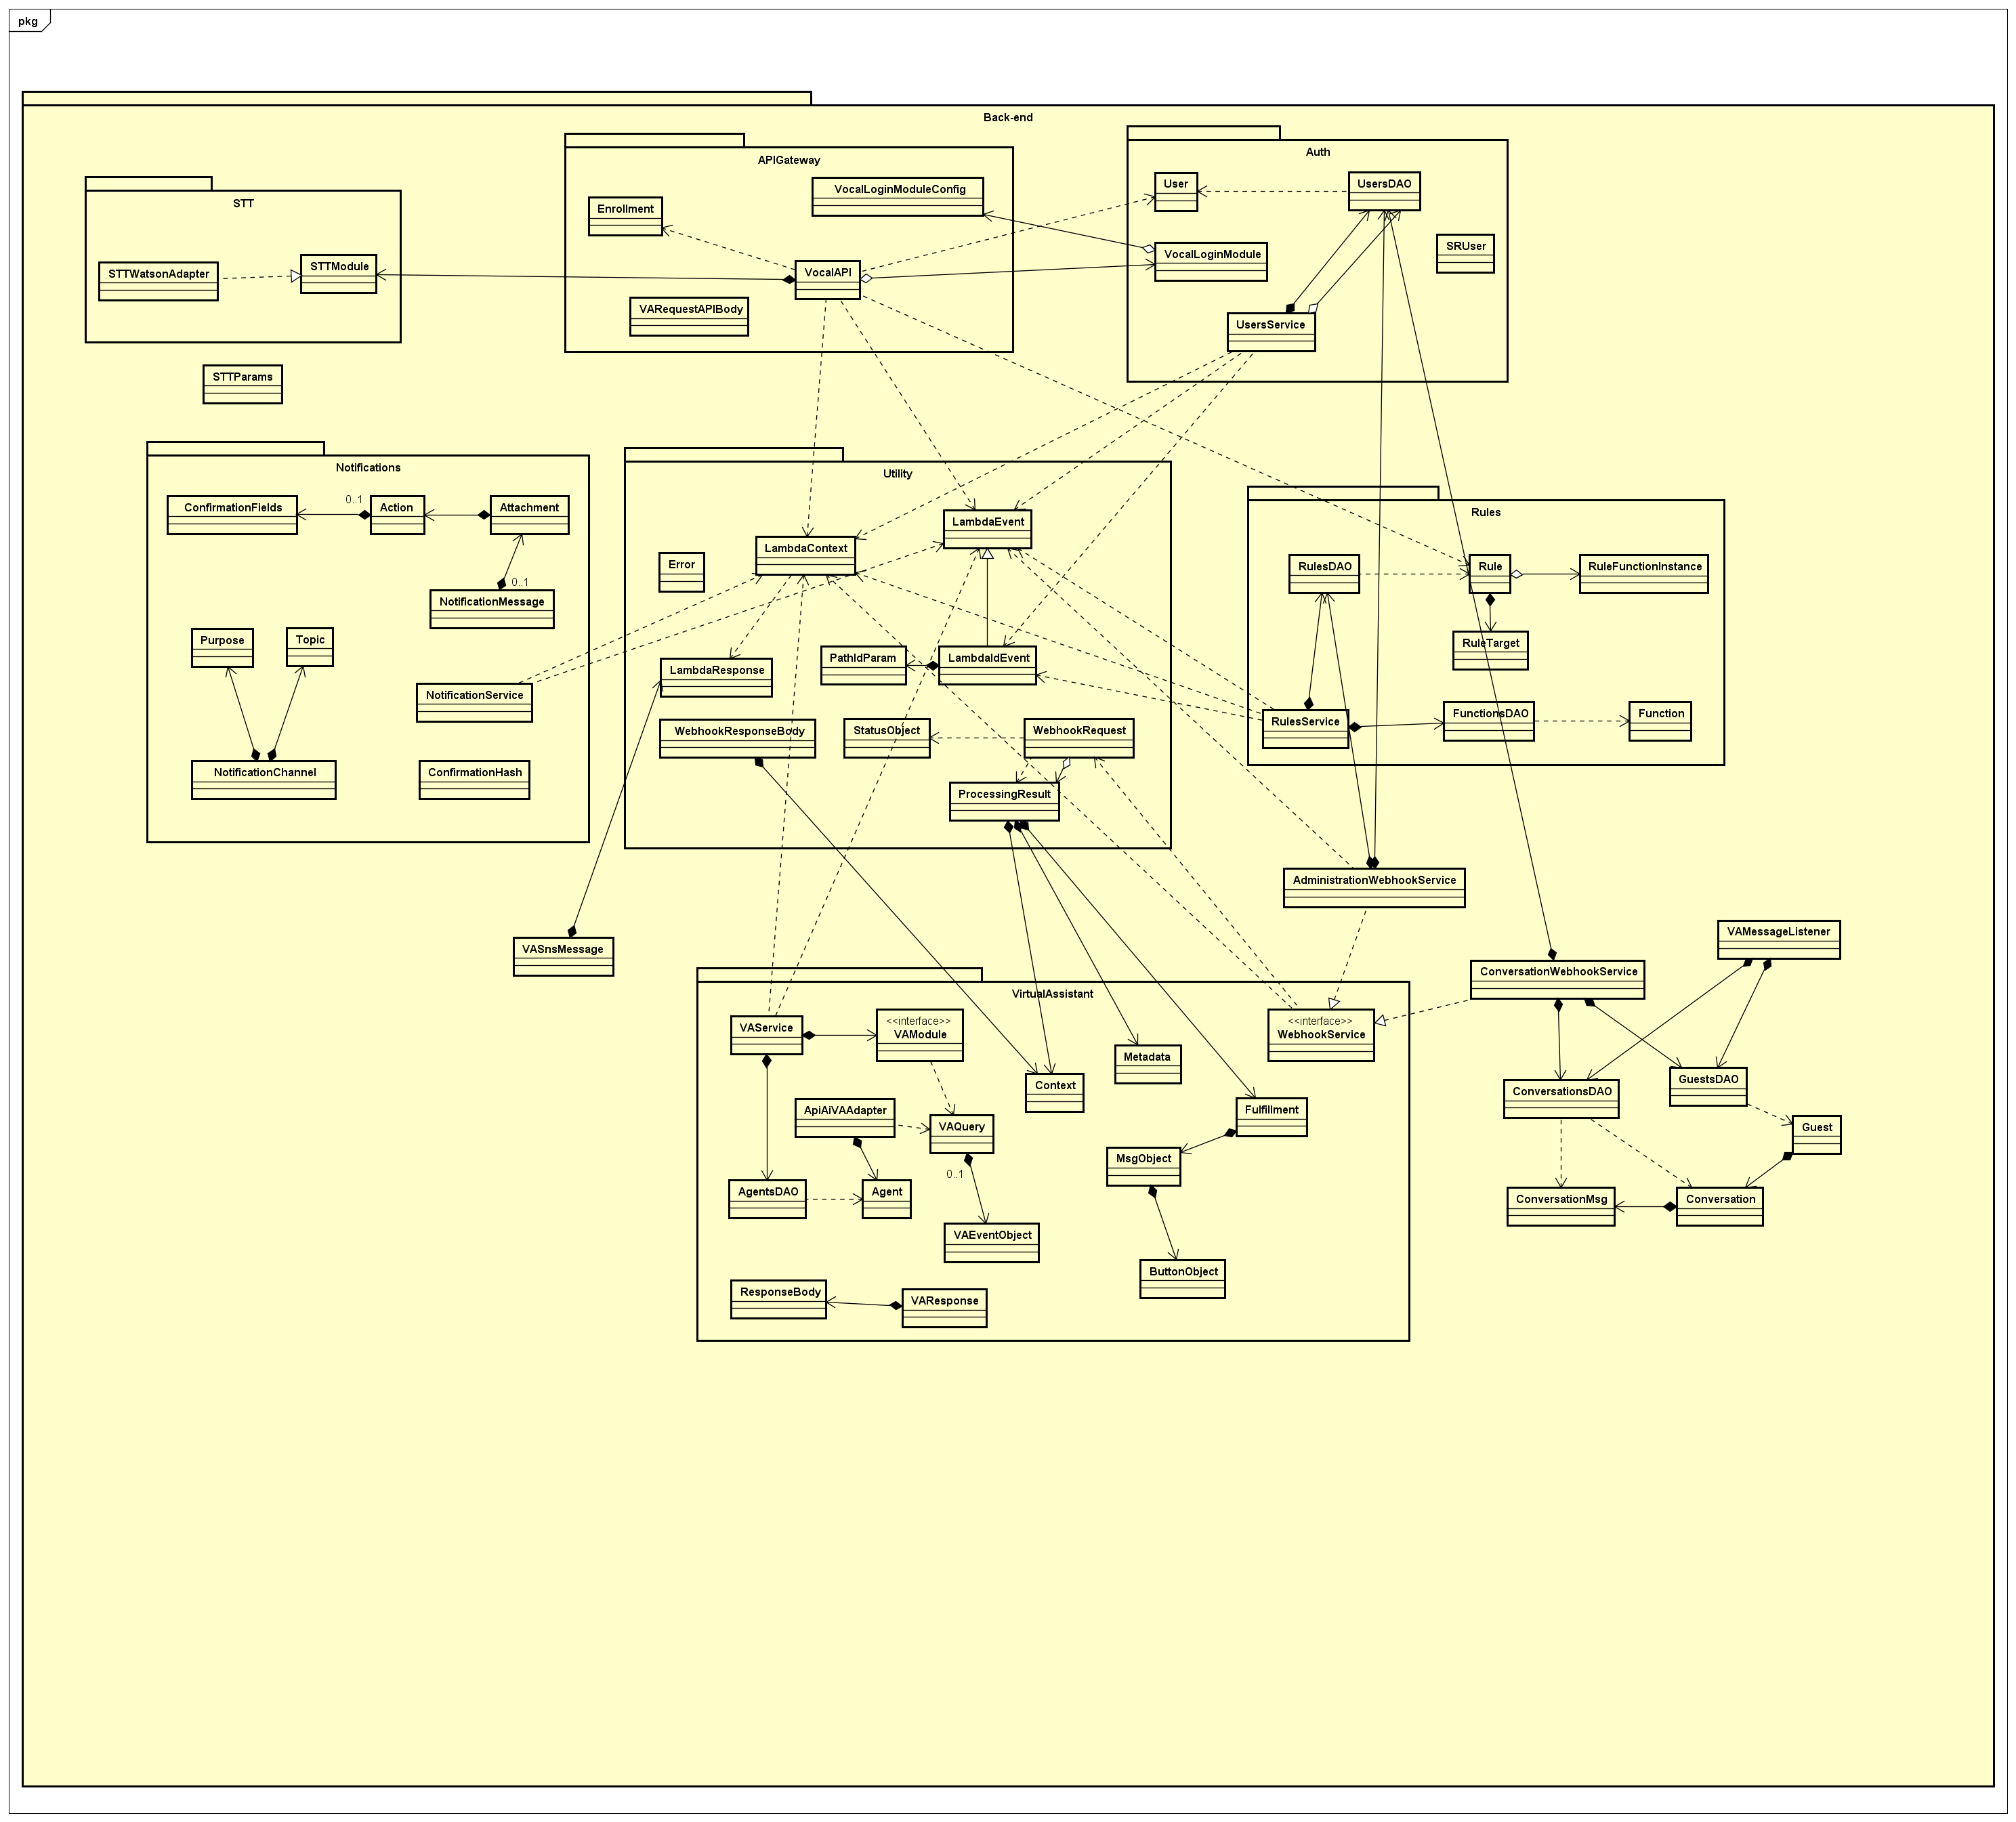 pkg
Back-end
APIGateway
VocalLoginModuleConfig
Enrollment
VocalAPI
VARequestAPIBody
Auth
User
UsersDAO
SRUser
VocalLoginModule
UsersService
STT
STTWatsonAdapter
STTModule
STTParams
Notifications
ConfirmationFields
0..1
Action
Attachment
0..1
NotificationMessage
Purpose
Topic
NotificationService
NotificationChannel
ConfirmationHash
Utility
LambdaEvent
LambdaContext
Error
PathIdParam
LambdaIdEvent
LambdaResponse
WebhookResponseBody
StatusObject
WebhookRequest
ProcessingResult
Rules
RulesDAO
Rule
RuleFunctionInstance
RuleTarget
RulesService
FunctionsDAO
Function
AdministrationWebhookService
VASnsMessage
VAMessageListener
ConversationWebhookService
VirtualAssistant
VAService
<<interface>>
VAModule
<<interface>>
WebhookService
Metadata
Context
ApiAiVAAdapter
VAQuery
Fulfillment
0..1
MsgObject
AgentsDAO
Agent
VAEventObject
ButtonObject
ResponseBody
VAResponse
ConversationsDAO
GuestsDAO
Guest
ConversationMsg
Conversation